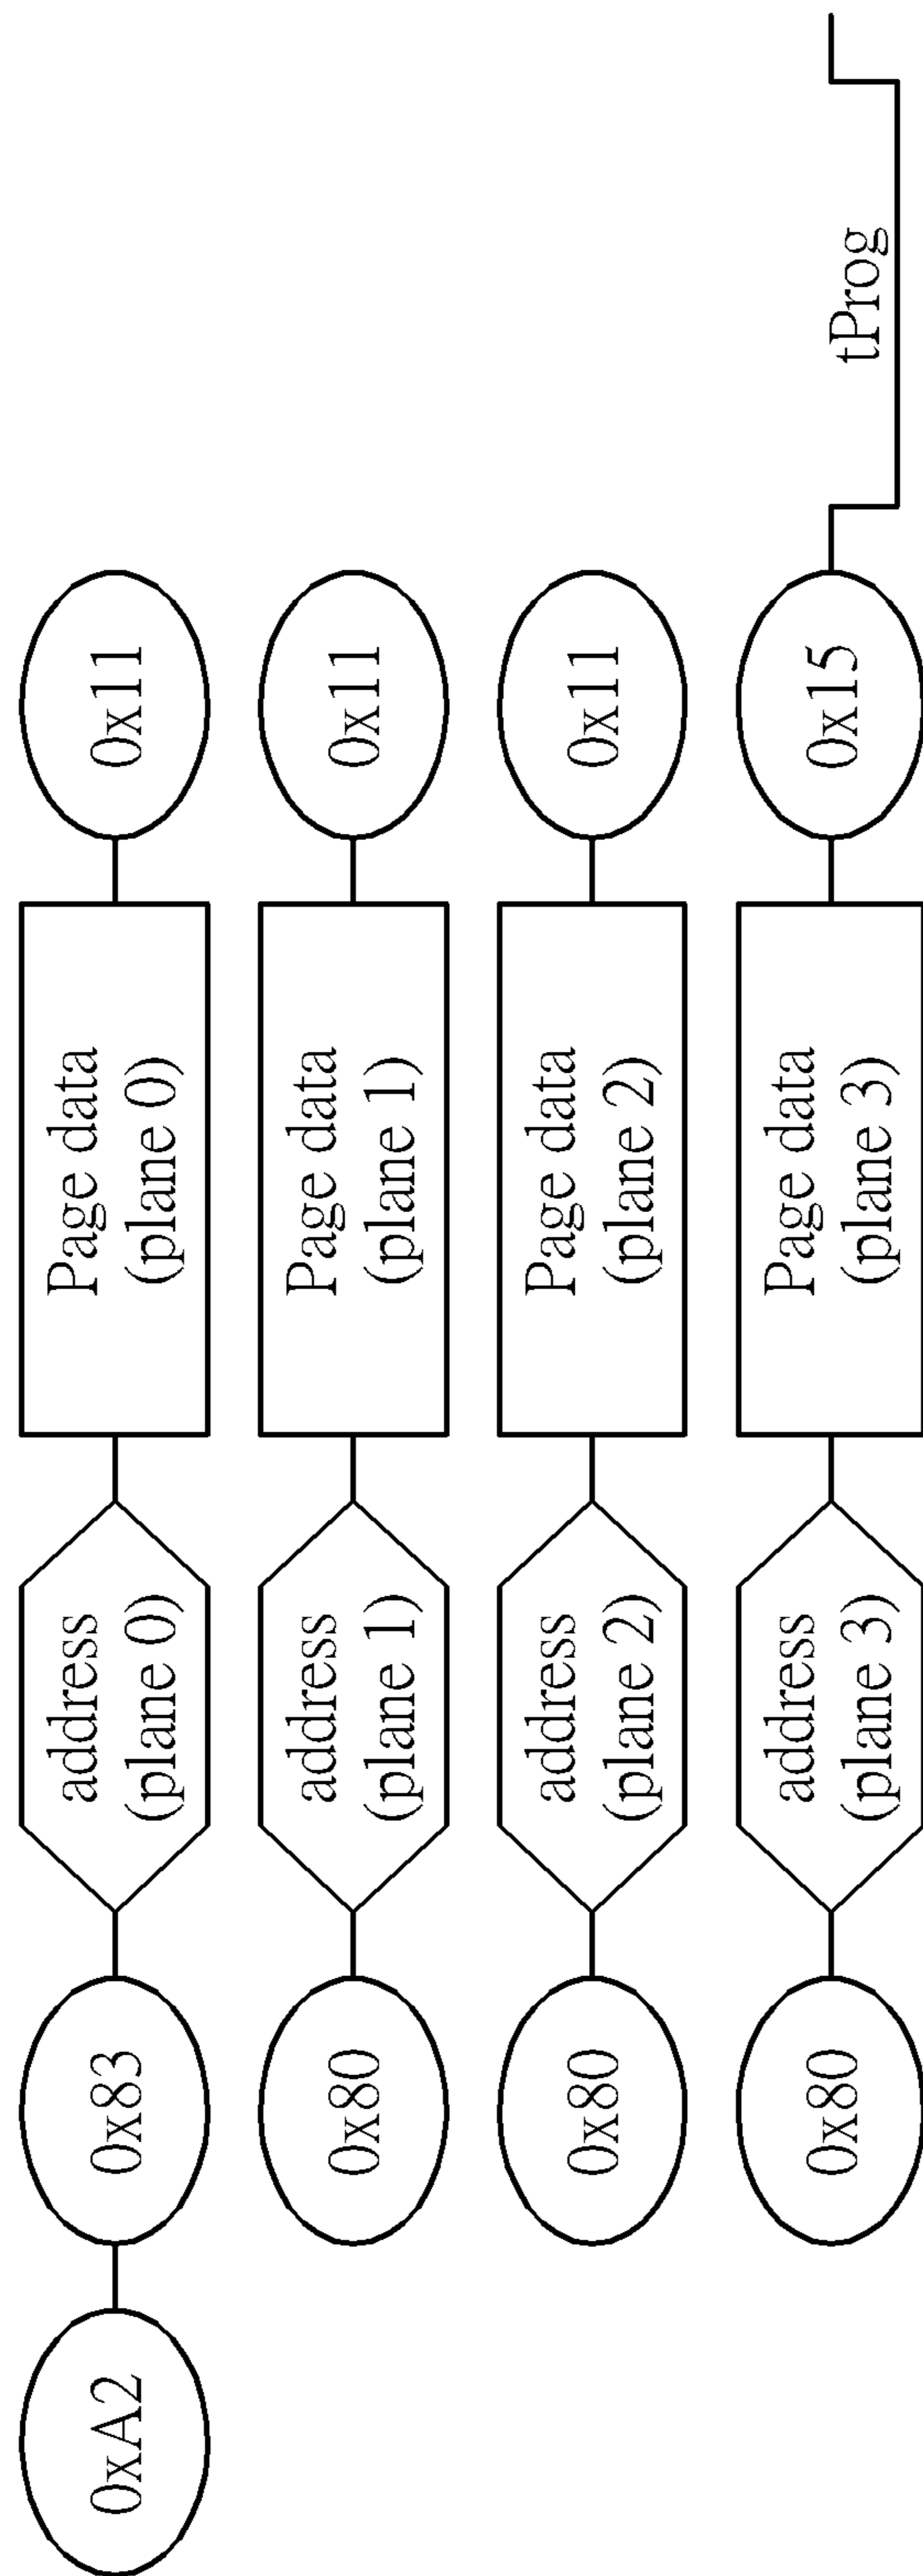 0xA2
0x83
address
(plane 0)
Page data
(plane 0)
0x11
0x80
address
(plane 1)
Page data
(plane 1)
0x11
0x80
address
(plane 2)
Page data
(plane 2)
0x11
0x80
address
(plane 3)
Page data
(plane 3)
0x15
tProg